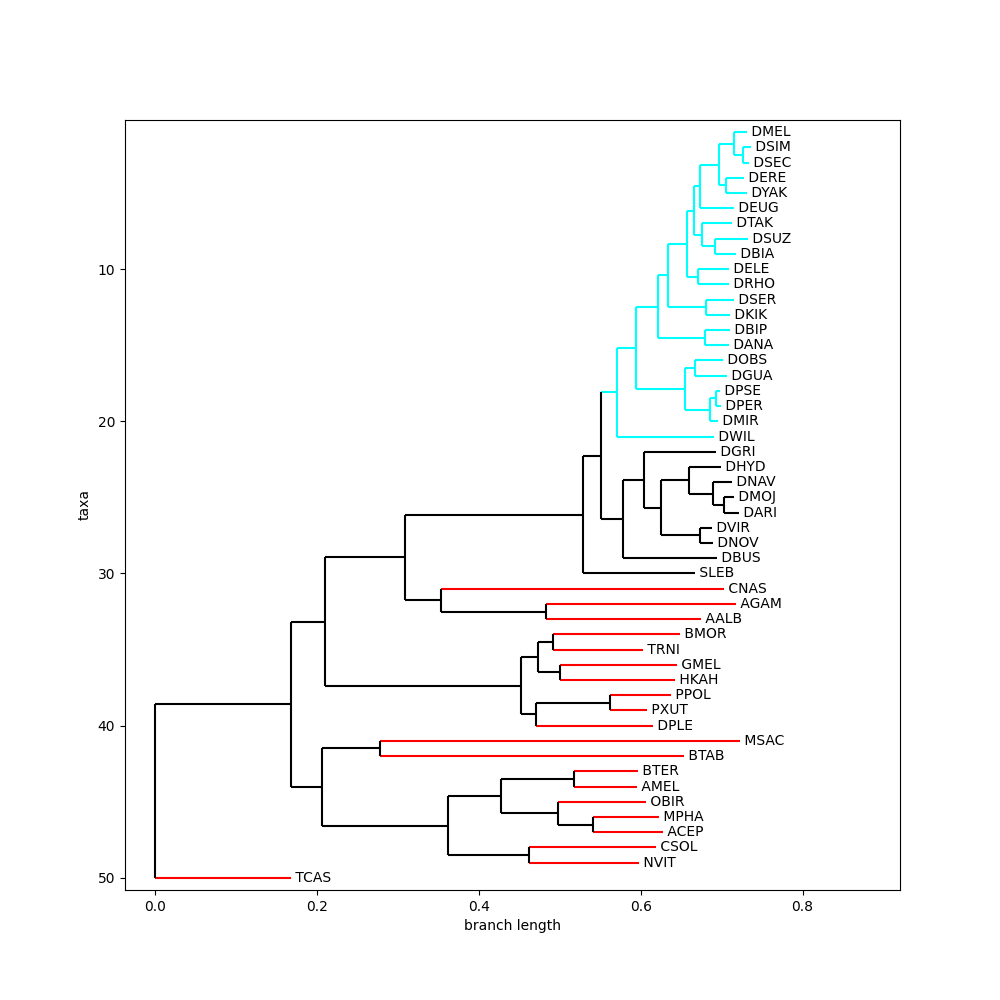 DMEL
DSIM
DSEC
DERE
DYAK
DEUG
DTAK
DSUZ
DBIA
DELE
10
DRHO
DSER
DKIK
DBIP
DANA
DOBS
DGUA
DPSE
DPER
DMIR
20
DWIL
DGRI
DHYD
DNAV
DMOJ
taxa
DARI
DVIR
DNOV
DBUS
SLEB
30
CNAS
AGAM
AALB
BMOR
TRNI
GMEL
HKAH
PPOL
PXUT
DPLE
40
MSAC
BTAB
BTER
AMEL
OBIR
MPHA
ACEP
CSOL
NVIT
TCAS
50
0.0 0.2 0.4 0.6 0.8
branch length